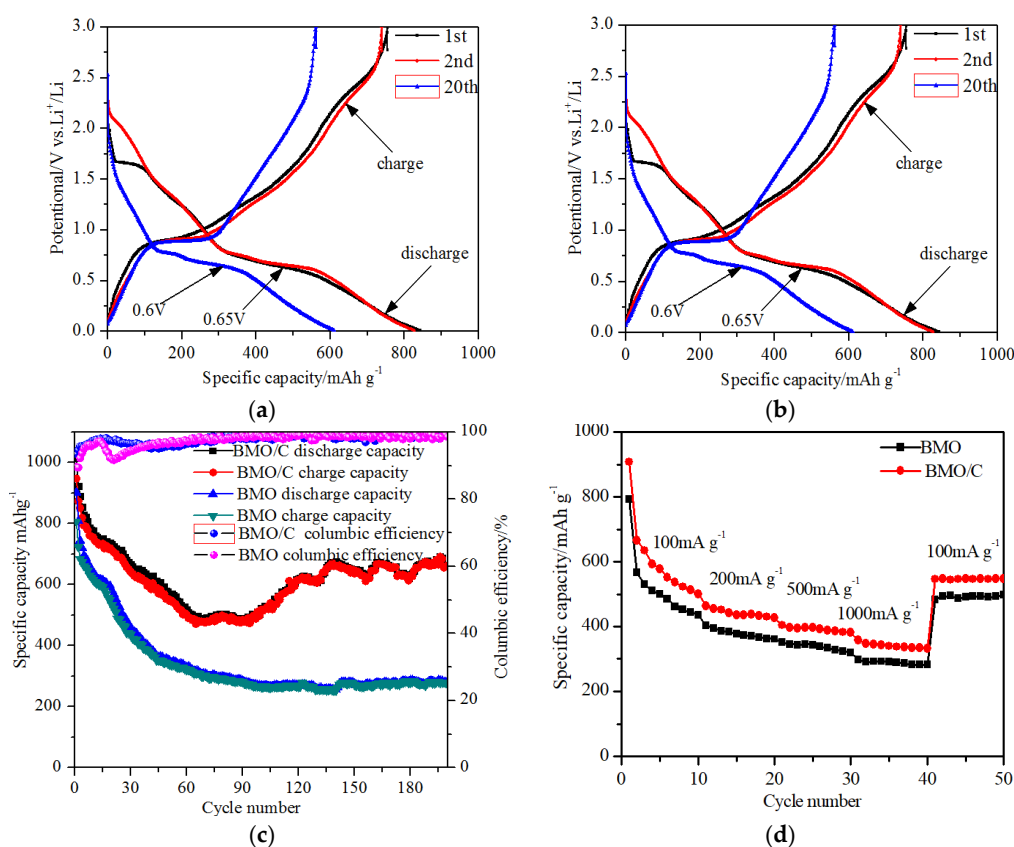 3.0
2.5
2.0
1.5
1.0
0.5
0.0
Potentional/V vs.Li⁺/Li
1st
2nd
20th
charge
discharge
0.6V
0.65V
0 200 400 600 800 1000
Specific capacity/mAh g⁻¹
(a)
3.0
2.5
2.0
1.5
1.0
0.5
0.0
Potentional/V vs.Li⁺/Li
1st
2nd
20th
charge
discharge
0.6V
0.65V
0 200 400 600 800 1000
Specific capacity/mAh g⁻¹
(b)
1000
800
600
400
200
0
Specific capacity mAhg⁻¹
BMO/C discharge capacity
BMO/C charge capacity
BMO discharge capacity
BMO charge capacity
BMO/C columbic efficiency
BMO columbic efficiency
100
80
60
40
20
0
Columbic efficiency/%
0 30 60 90 120 150 180
Cycle number
(c)
1000
800
600
400
200
0
Specific capacity/mAh g⁻¹
BMO
BMO/C
100mA g⁻¹
200mA g⁻¹
500mA g⁻¹
1000mA g⁻¹
100mA g⁻¹
0 10 20 30 40 50
Cycle number
(d)